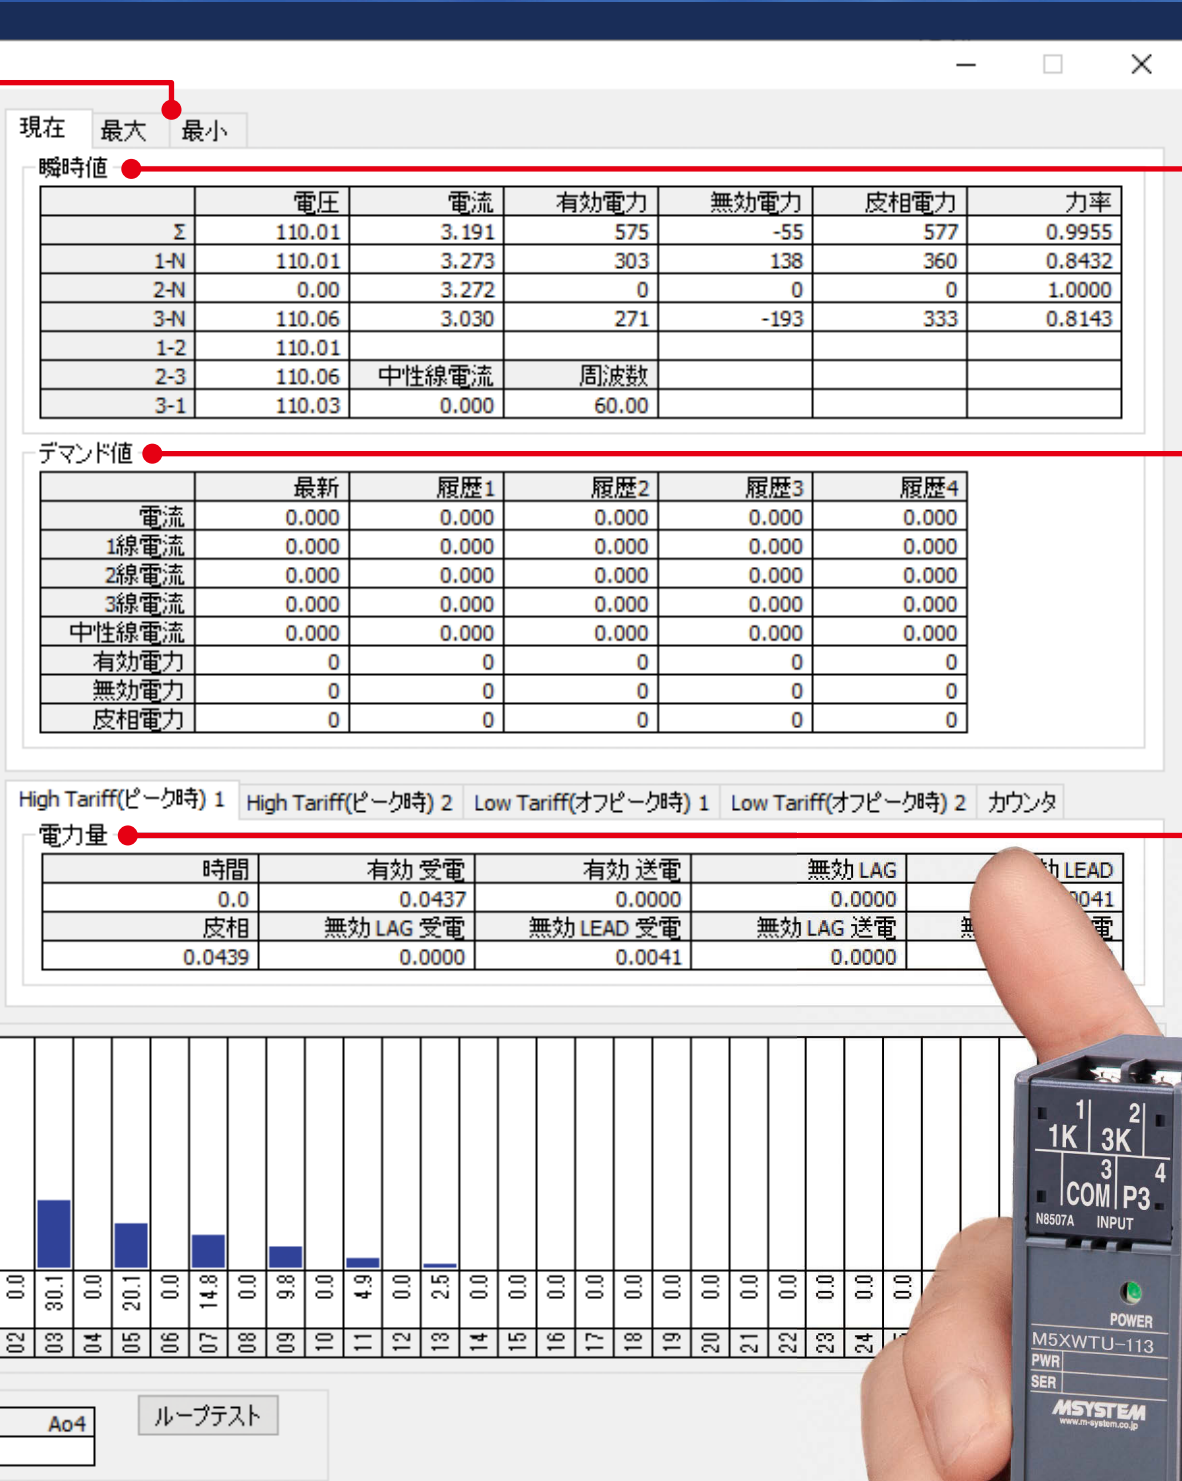 現在 最大 最小
瞬時値
電圧 電流 有効電力 無効電力 皮相電力 力率
Σ 110.01 3.191 575 -55 577 0.9955
1-N 110.01 3.273 303 138 360 0.8432
2-N 0.00 3.272 0 0 0 1.0000
3-N 110.06 3.030 271 -193 333 0.8143
1-2 110.01
2-3 110.06 中性線電流 周波数
3-1 110.03 0.000 60.00
デマンド値
最新 履歴1 履歴2 履歴3 履歴4
電流 0.000 0.000 0.000 0.000 0.000
1線電流 0.000 0.000 0.000 0.000 0.000
2線電流 0.000 0.000 0.000 0.000 0.000
3線電流 0.000 0.000 0.000 0.000 0.000
中性線電流 0.000 0.000 0.000 0.000 0.000
有効電力 0 0 0 0 0
無効電力 0 0 0 0 0
皮相電力 0 0 0 0 0
High Tariff(ピーク時) 1 High Tariff(ピーク時) 2 Low Tariff(オフピーク時) 1 Low Tariff(オフピーク時) 2 カウンタ
電力量
時間 有効 受電 有効 送電 無効 LAG LEAD
0.0 0.0437 0.0000 0.0000 0041
皮相 無効 LAG 受電 無効 LEAD 受電 無効 LAG 送電 無 電
0.0439 0.0000 0.0041 0.0000
0.0 30.1 0.0 20.1 0.0 14.8 0.0 9.8 0.0 4.9 0.0 2.5 0.0 0.0 0.0 0.0 0.0 0.0 0.0 0.0 0.0 0.0 0.0 0.0
02 03 04 05 06 07 08 09 10 11 12 13 14 15 16 17 18 19 20 21 22 23 24
Ao4 ループテスト
1 2
1K 3K
3 4
COM P3
N8507A INPUT
POWER
M5XWTU-113
PWR
SER
MSYSTEM
www.m-system.co.jp